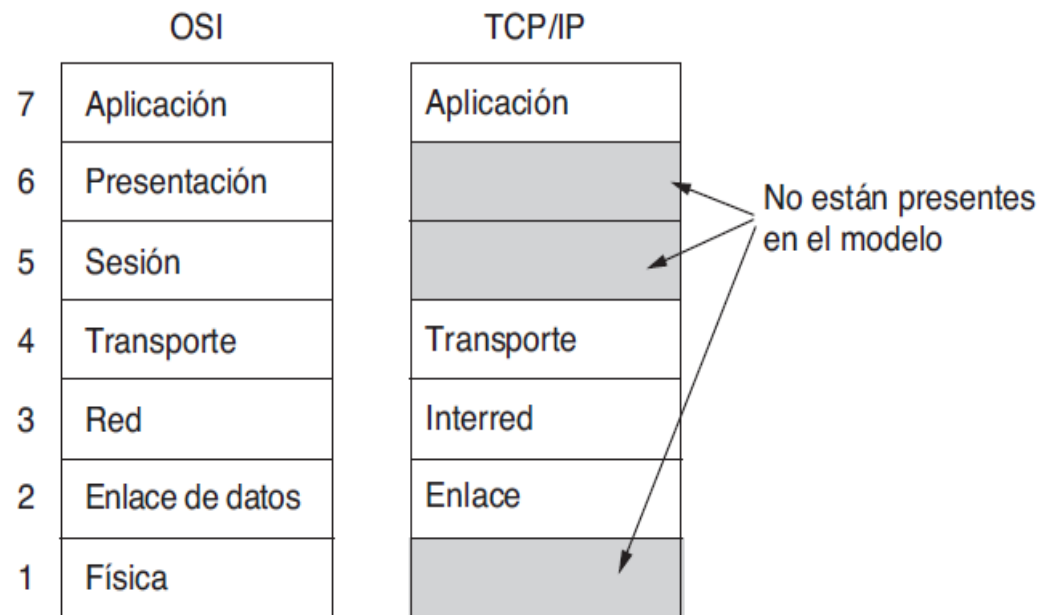 OSI
TCP/IP
7
Aplicación
Aplicación
6
Presentación
5
Sesión
No están presentes
en el modelo
4
Transporte
Transporte
3
Red
Interred
2
Enlace de datos
Enlace
1
Física